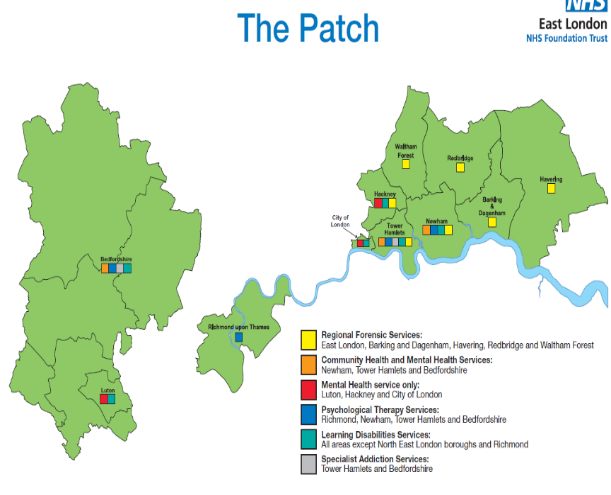 NHS
East London
NHS Foundation Trust
The Patch
Waltham
Forest
Redbridge
Havering
Hackney
Barking
&
Dagenham
City of
London
Tower
Hamlets
Newham
Bedfordshire
Richmond upon Thames
Luton
Regional Forensic Services:
East London, Barking and Dagenham, Havering, Redbridge and Waltham Forest
Community Health and Mental Health Services:
Newham, Tower Hamlets and Bedfordshire
Mental Health service only:
Luton, Hackney and City of London
Psychological Therapy Services:
Richmond, Newham, Tower Hamlets and Bedfordshire
Learning Disabilities Services:
All areas except North East London boroughs and Richmond
Specialist Addiction Services:
Tower Hamlets and Bedfordshire